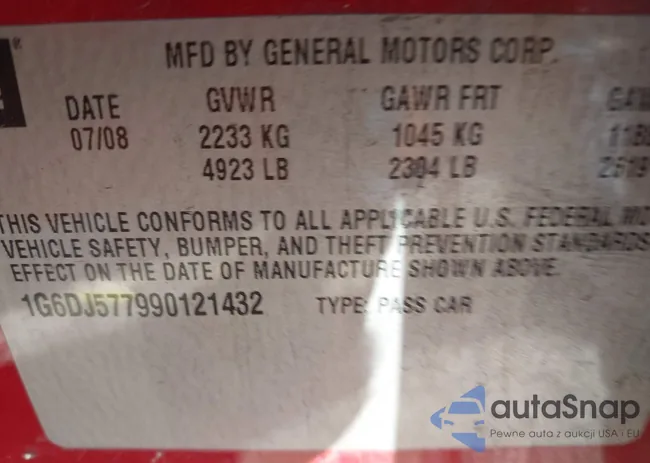 ®
MFD BY GENERAL MOTORS CORP.
DATE GVWR GAWR FRT
07/08 2233 KG 1045 KG
4923 LB 2304 LB
THIS VEHICLE CONFORMS TO ALL APPLICABLE U.S. FEDERAL
VEHICLE SAFETY, BUMPER, AND THEFT PREVENTION STANDARDS
EFFECT ON THE DATE OF MANUFACTURE SHOWN ABOVE.
1G6DJ577990121432 TYPE: PASS CAR
autaSnap
Pewne auta z aukcji USA i EU